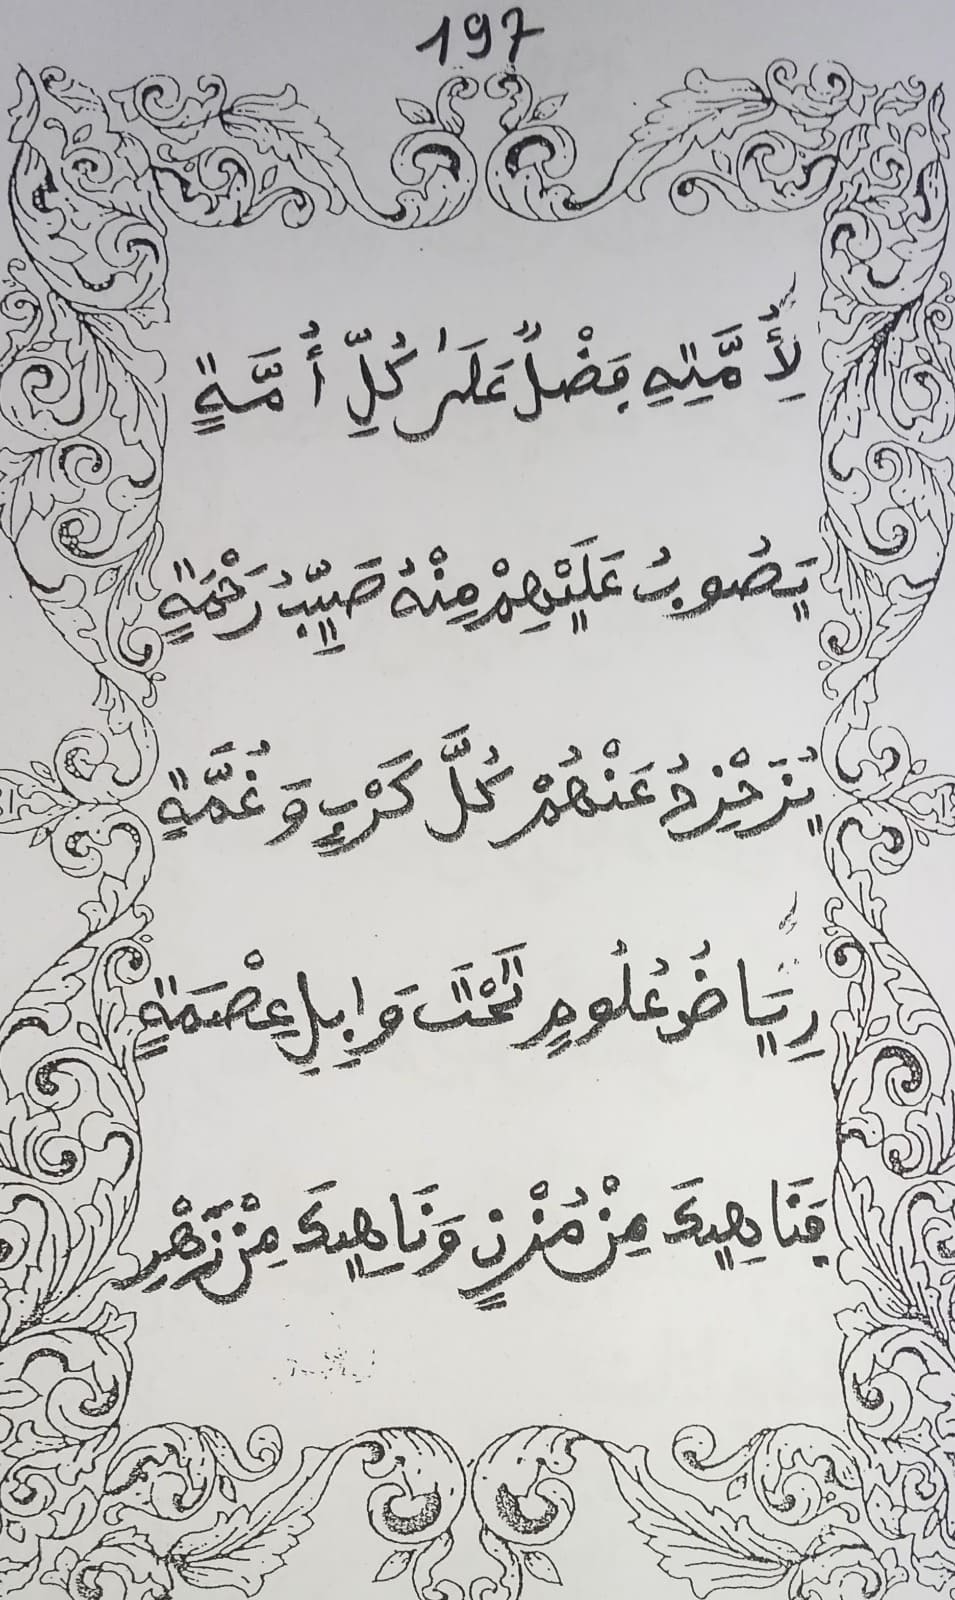 197
لِأُمَّتِهِ فَضْلٌ عَلَىٰ كُلِّ أُمَّةٍ
يَصُوبُ عَلَيْهِمْ مِنْهُ صَيِّبُ رَحْمَةٍ
يُزَحْزِحُ عَنْهُمْ كُلَّ كَرْبٍ وَغُمَّةٍ
رِيَاضُ عُلُومٍ تَحْتَ وَابِلِ عِصْمَةٍ
فَنَاهِيكَ مِنْ مُزْنٍ وَنَاهِيكَ مِنْ زَهْرِ